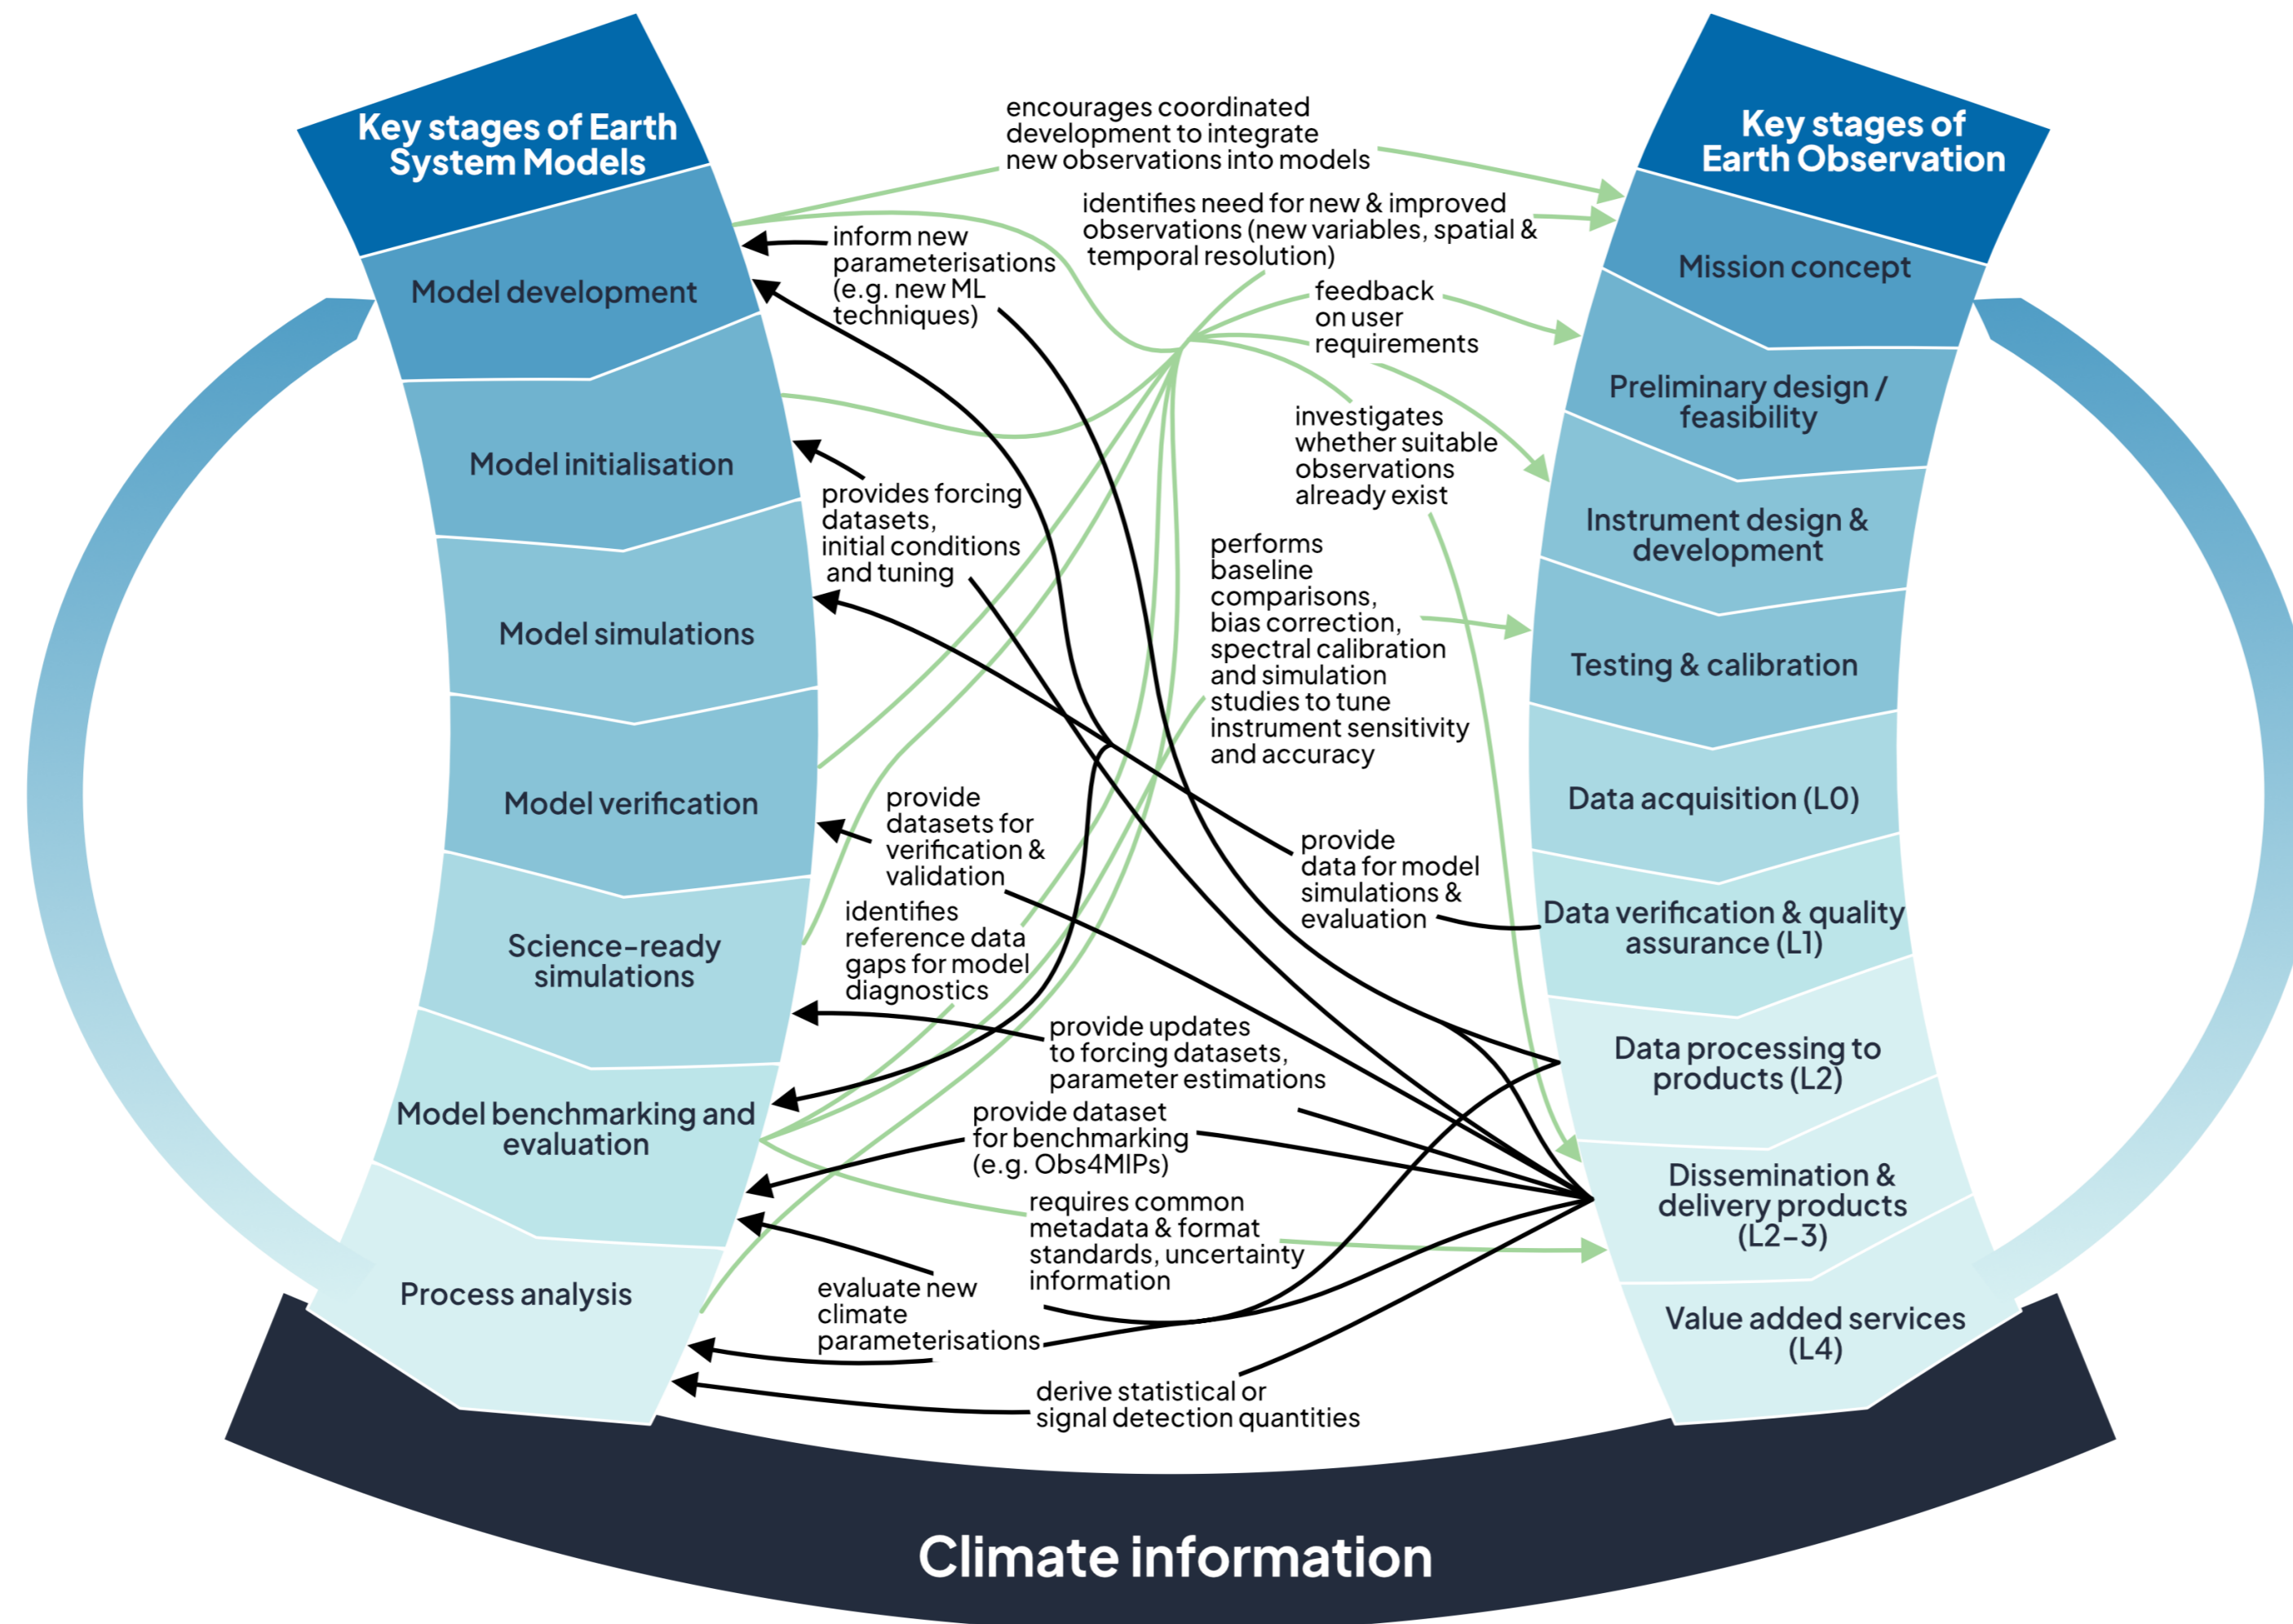 Key stages of Earth
System Models
Model development
Model initialisation
Model simulations
Model verification
Science-ready
simulations
Model benchmarking and
evaluation
Process analysis
encourages coordinated
development to integrate
new observations into models
identifies need for new & improved
observations (new variables, spatial &
temporal resolution)
inform new
parameterisations
(e.g. new ML
techniques)
feedback
on user
requirements
investigates
whether suitable
observations
already exist
provides forcing
datasets,
initial conditions
and tuning
performs
baseline
comparisons,
bias correction,
spectral calibration
and simulation
studies to tune
instrument sensitivity
and accuracy
provide
datasets for
verification &
validation
provide
data for model
simulations &
evaluation
identifies
reference data
gaps for model
diagnostics
provide updates
to forcing datasets,
parameter estimations
provide dataset
for benchmarking
(e.g. Obs4MIPs)
requires common
metadata & format
standards, uncertainty
information
evaluate new
climate
parameterisations
derive statistical or
signal detection quantities
Key stages of
Earth Observation
Mission concept
Preliminary design /
feasibility
Instrument design &
development
Testing & calibration
Data acquisition (L0)
Data verification & quality
assurance (L1)
Data processing to
products (L2)
Dissemination &
delivery products
(L2-3)
Value added services
(L4)
Climate information